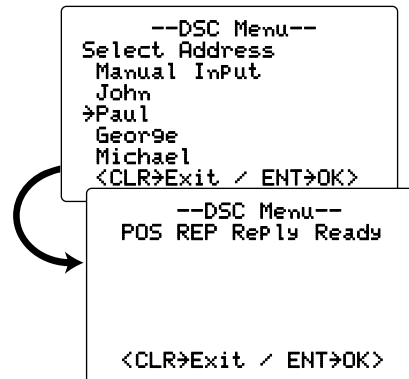 --DSC Menu--
Select Address
Manual InPut
John
→Paul
George
Michael
<CLR→Exit / ENT→OK>
--DSC Menu--
POS REP RePly Ready
<CLR→Exit / ENT→OK>